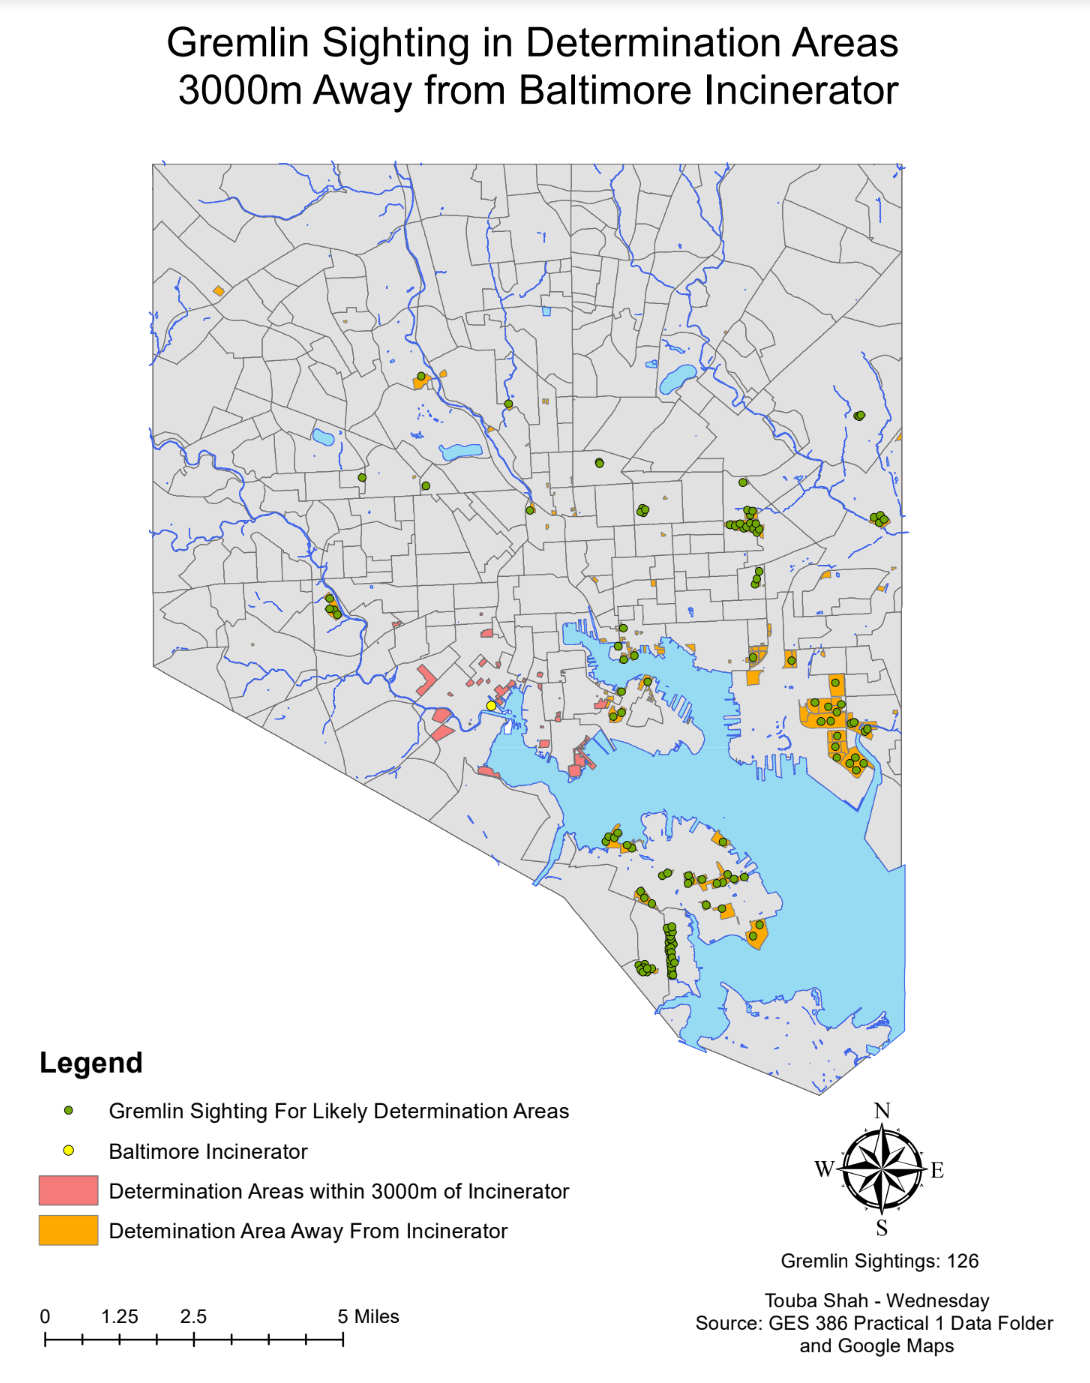 Gremlin Sighting in Determination Areas
3000m Away from Baltimore Incinerator
Legend
Gremlin Sighting For Likely Determination Areas
Baltimore Incinerator
Determination Areas within 3000m of Incinerator
Detemination Area Away From Incinerator
0 1.25 2.5 5 Miles
N
W E
S
Gremlin Sightings: 126
Touba Shah - Wednesday
Source: GES 386 Practical 1 Data Folder
and Google Maps